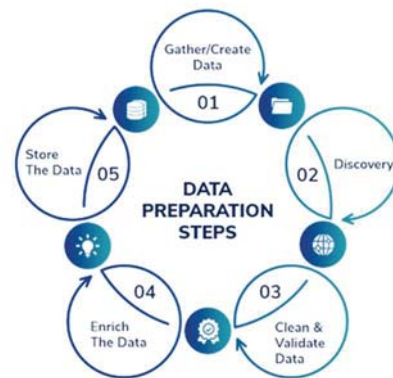 Gather/Create
Data
01
Discovery
02
Clean &
Validate
Data
03
Enrich
The Data
04
Store
The Data
05
DATA
PREPARATION
STEPS